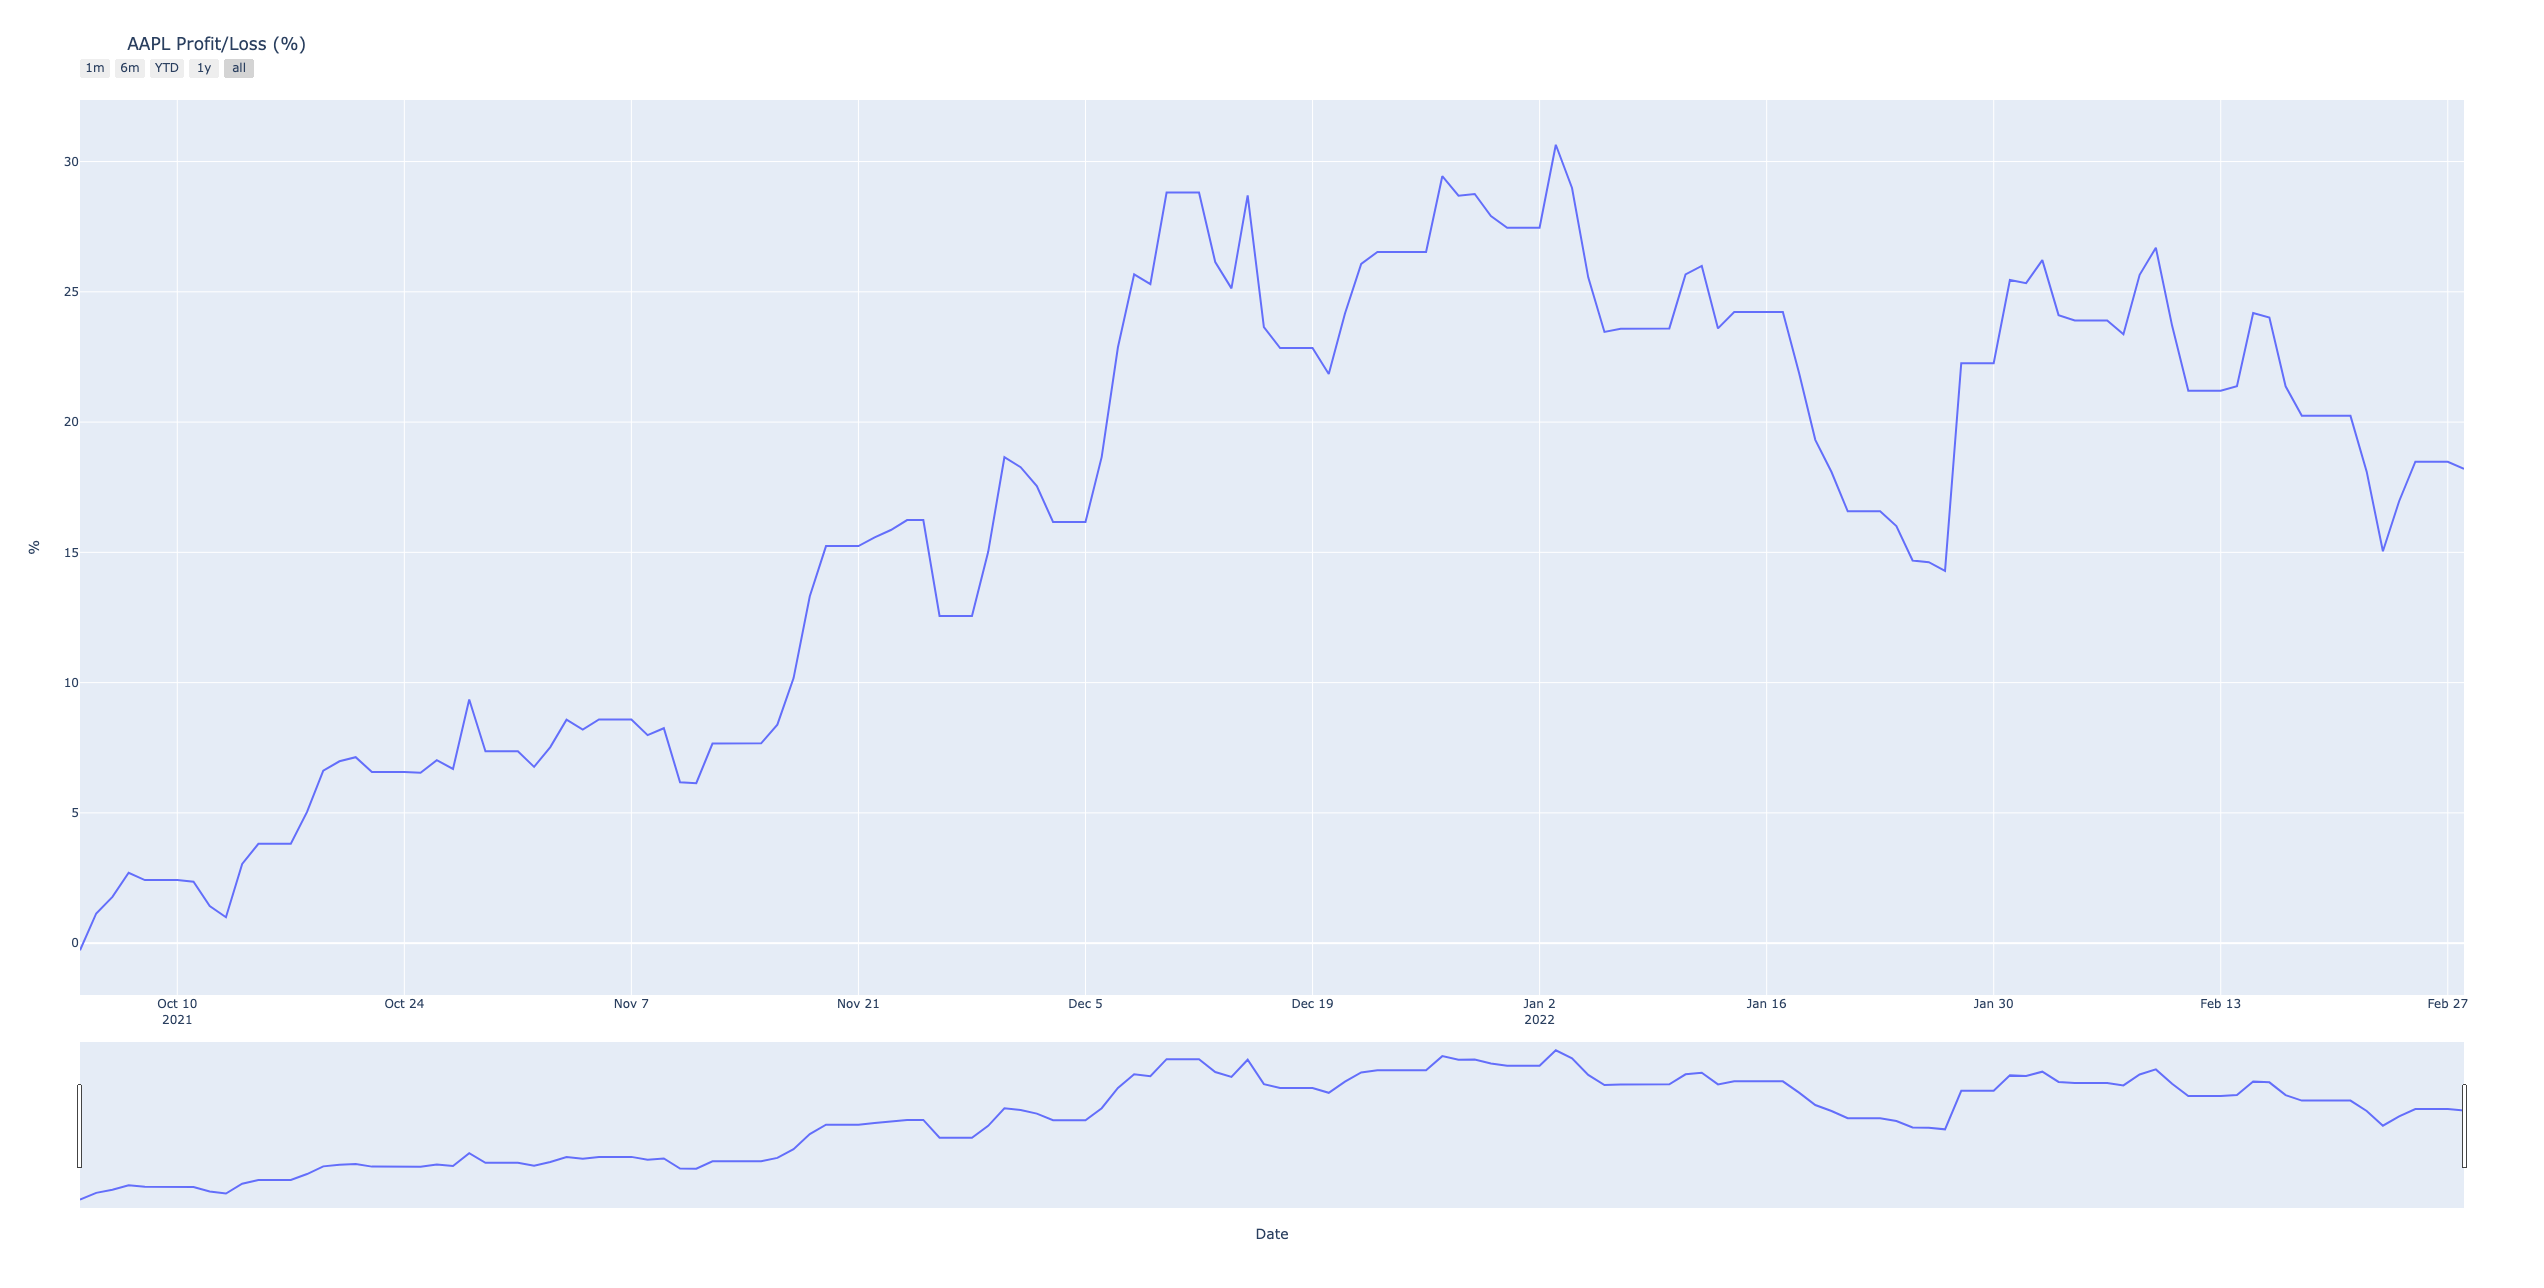 AAPL Profit/Loss (%)
1m 6m YTD 1y all
30
25
20
%
15
10
5
0
Oct 10 Oct 24 Nov 7 Nov 21 Dec 5 Dec 19 Jan 2 Jan 16 Jan 30 Feb 13 Feb 27
2021 2022
Date